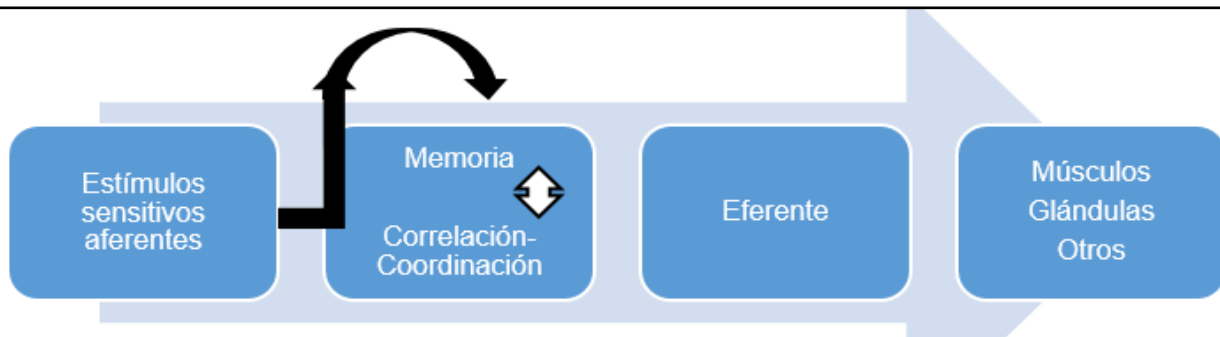 Estímulos
sensitivos
aferentes
Memoria
Correlación-
Coordinación
Eferente
Músculos
Glándulas
Otros